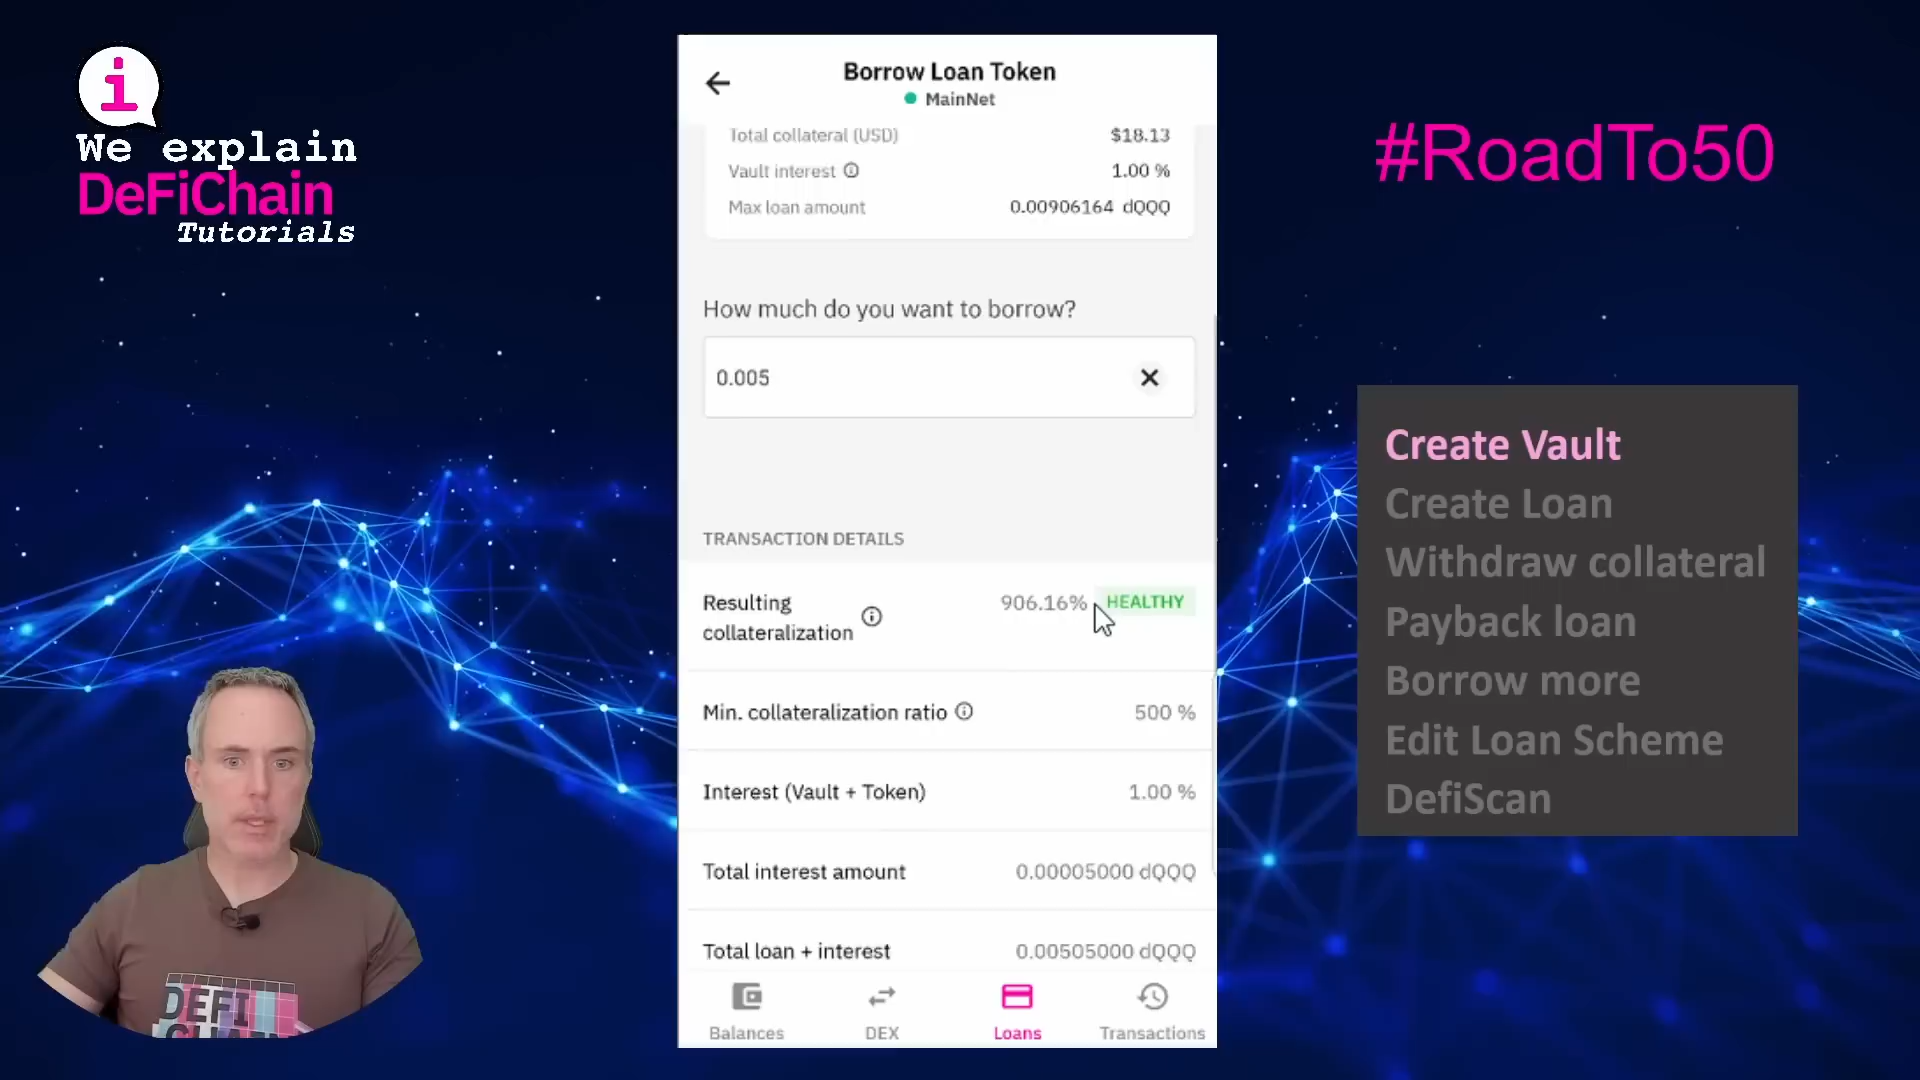 i
We explain
DeFiChain
Tutorials
Borrow Loan Token
MainNet
Total collateral (USD) $18.13
Vault interest 1.00 %
Max loan amount 0.00906164 dQQQ
How much do you want to borrow?
0.005
TRANSACTION DETAILS
Resulting collateralization 906.16% HEALTHY
Min. collateralization ratio 500 %
Interest (Vault + Token) 1.00 %
Total interest amount 0.00005000 dQQQ
Total loan + interest 0.00505000 dQQQ
Balances DEX Loans Transactions
#RoadTo50
Create Vault
Create Loan
Withdraw collateral
Payback loan
Borrow more
Edit Loan Scheme
DefiScan
DEFI